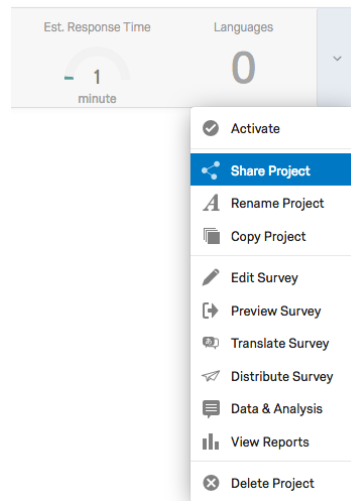 Est. Response Time
Languages
1
0
minute
Activate
Share Project
Rename Project
Copy Project
Edit Survey
Preview Survey
Translate Survey
Distribute Survey
Data & Analysis
View Reports
Delete Project